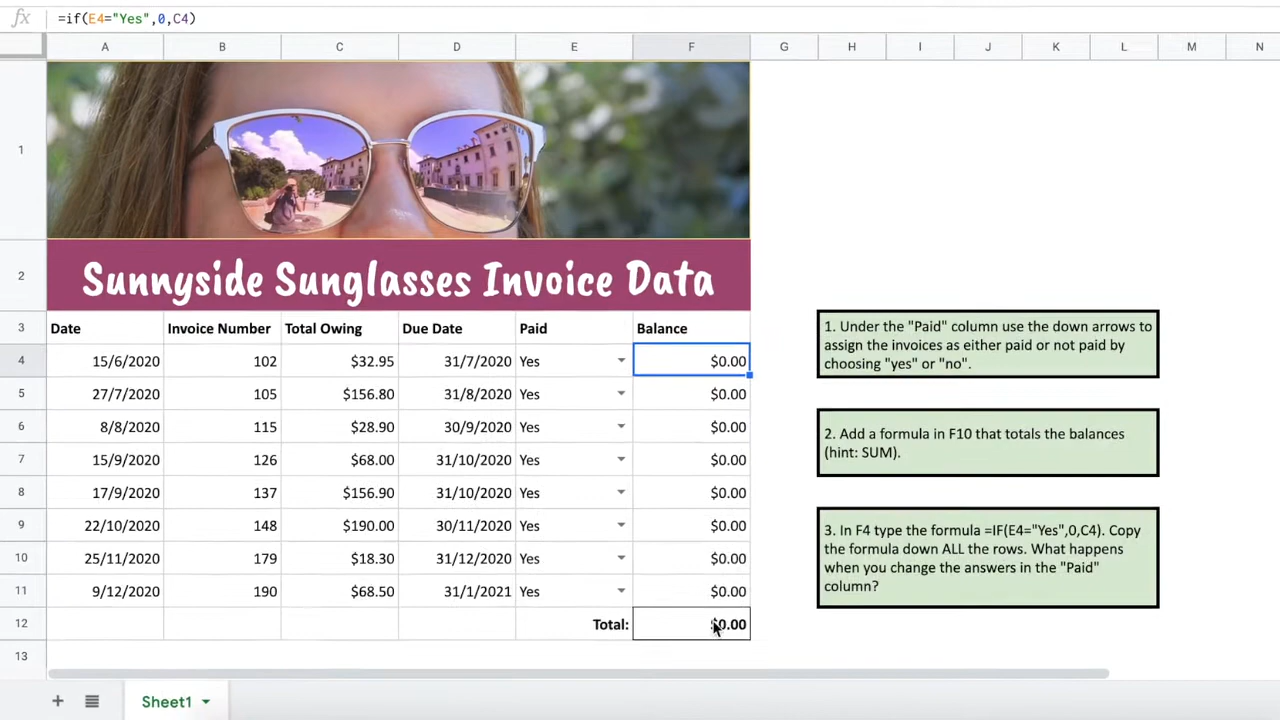 =if(E4="Yes",0,C4)
A B C D E F G H I J K L M N
1
2 Sunnyside Sunglasses Invoice Data
3 Date Invoice Number Total Owing Due Date Paid Balance
4 15/6/2020 102 $32.95 31/7/2020 Yes $0.00
5 27/7/2020 105 $156.80 31/8/2020 Yes $0.00
6 8/8/2020 115 $28.90 30/9/2020 Yes $0.00
7 15/9/2020 126 $68.00 31/10/2020 Yes $0.00
8 17/9/2020 137 $156.90 31/10/2020 Yes $0.00
9 22/10/2020 148 $190.00 30/11/2020 Yes $0.00
10 25/11/2020 179 $18.30 31/12/2020 Yes $0.00
11 9/12/2020 190 $68.50 31/1/2021 Yes $0.00
12 Total: $0.00
13
1. Under the "Paid" column use the down arrows to
assign the invoices as either paid or not paid by
choosing "yes" or "no".
2. Add a formula in F10 that totals the balances
(hint: SUM).
3. In F4 type the formula =IF(E4="Yes",0,C4). Copy
the formula down ALL the rows. What happens
when you change the answers in the "Paid"
column?
Sheet1